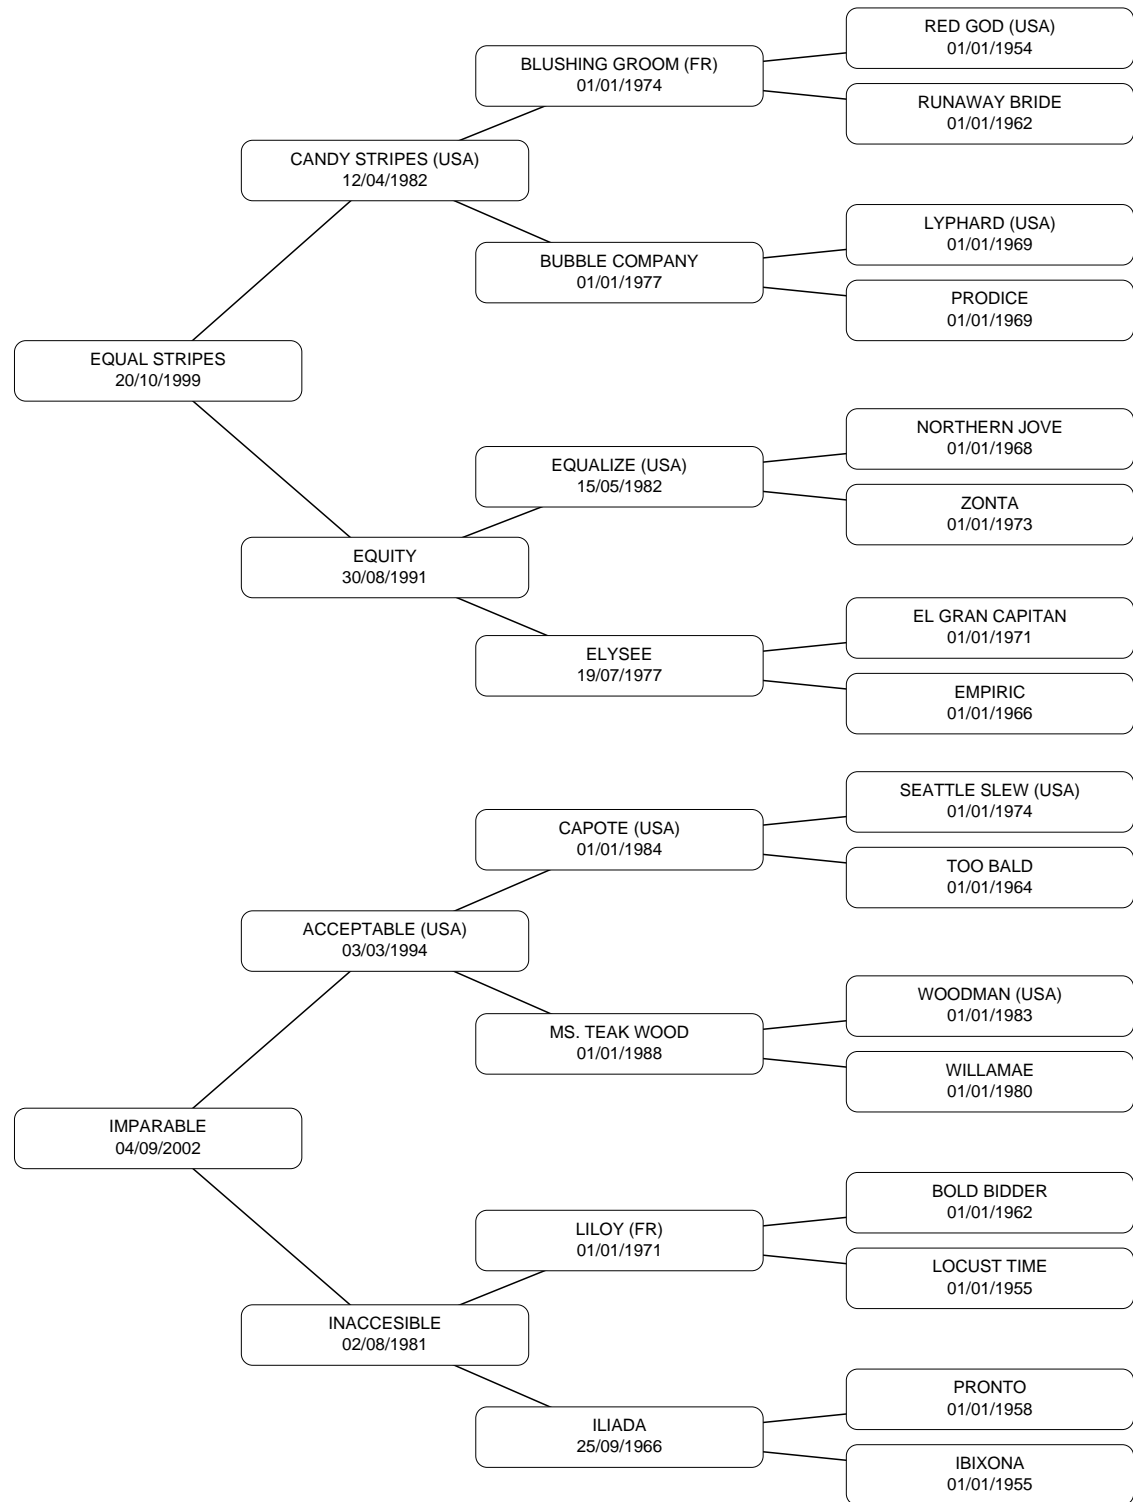 RED GOD (USA)
01/01/1954
BLUSHING GROOM (FR)
01/01/1974
RUNAWAY BRIDE
01/01/1962
CANDY STRIPES (USA)
12/04/1982
LYPHARD (USA)
01/01/1969
BUBBLE COMPANY
01/01/1977
PRODICE
01/01/1969
EQUAL STRIPES
20/10/1999
NORTHERN JOVE
01/01/1968
EQUALIZE (USA)
15/05/1982
ZONTA
01/01/1973
EQUITY
30/08/1991
EL GRAN CAPITAN
01/01/1971
ELYSEE
19/07/1977
EMPIRIC
01/01/1966
SEATTLE SLEW (USA)
01/01/1974
CAPOTE (USA)
01/01/1984
TOO BALD
01/01/1964
ACCEPTABLE (USA)
03/03/1994
WOODMAN (USA)
01/01/1983
MS. TEAK WOOD
01/01/1988
WILLAMAE
01/01/1980
IMPARABLE
04/09/2002
BOLD BIDDER
01/01/1962
LILOY (FR)
01/01/1971
LOCUST TIME
01/01/1955
INACCESIBLE
02/08/1981
PRONTO
01/01/1958
ILIADA
25/09/1966
IBIXONA
01/01/1955